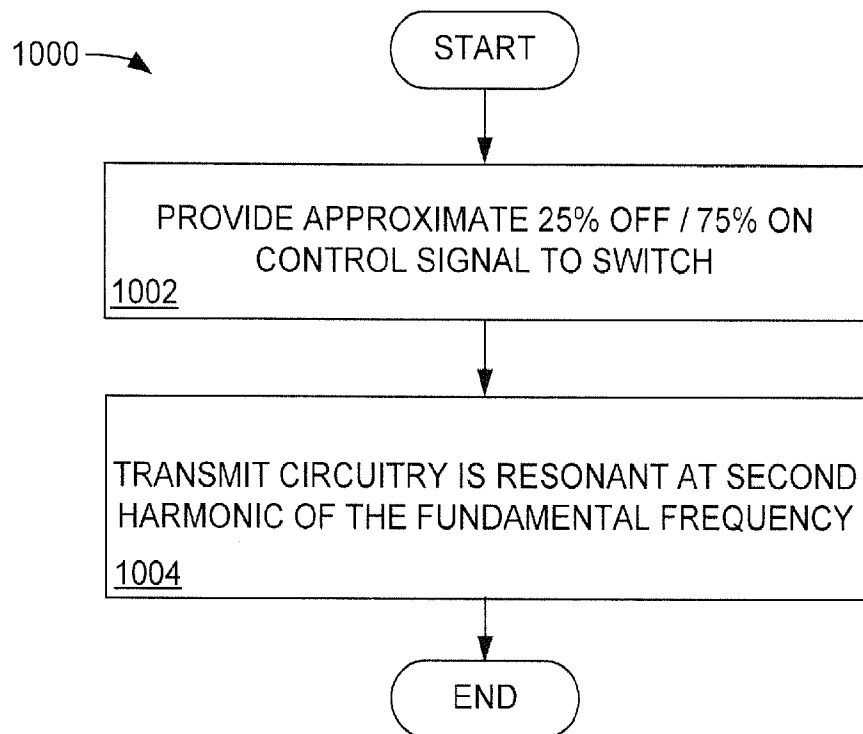 1000
START
PROVIDE APPROXIMATE 25% OFF / 75% ON
CONTROL SIGNAL TO SWITCH
1002
TRANSMIT CIRCUITRY IS RESONANT AT SECOND
HARMONIC OF THE FUNDAMENTAL FREQUENCY
1004
END